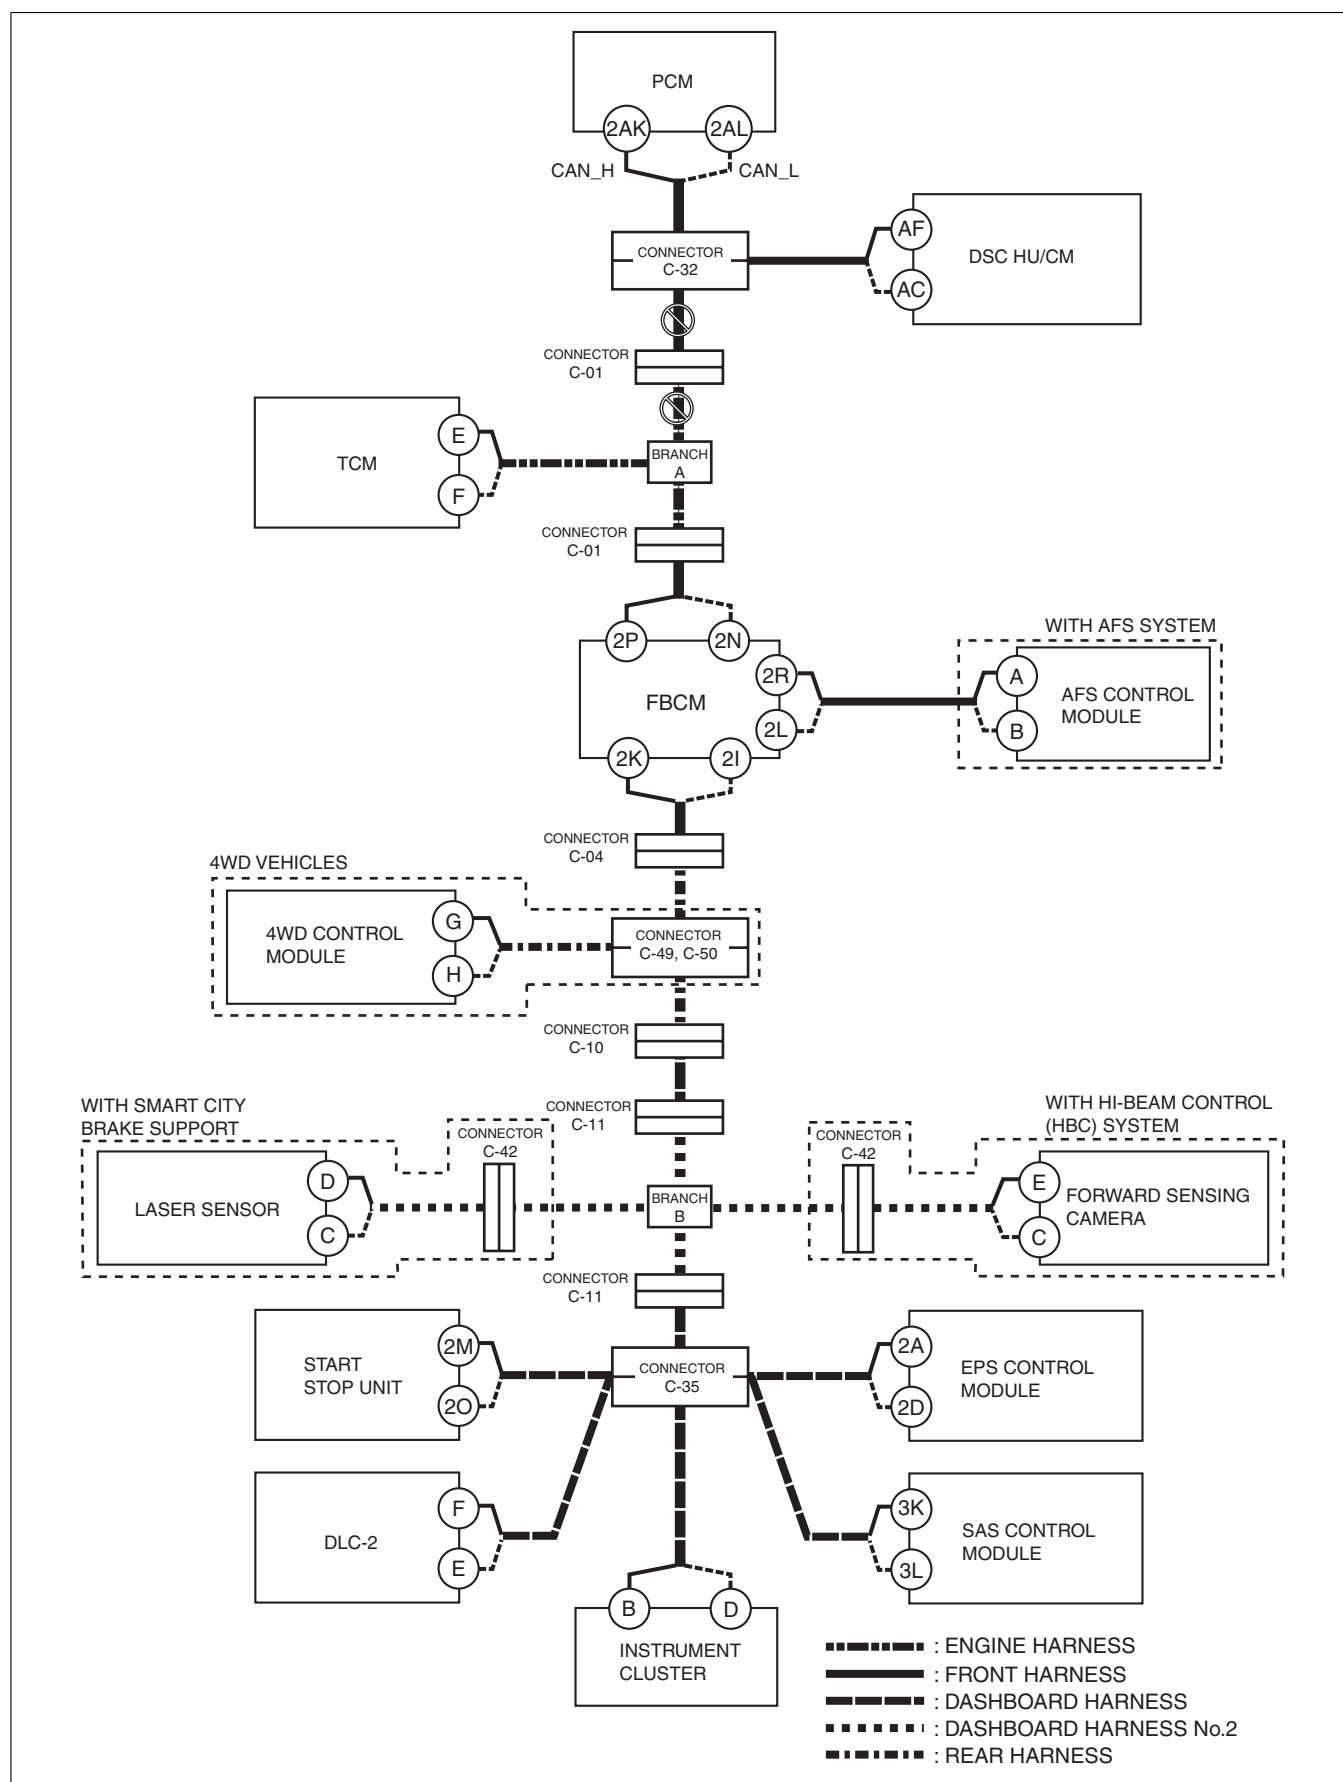 PCM
2AK
2AL
CAN_H
CAN_L
CONNECTOR
C-32
AF
AC
DSC HU/CM
CONNECTOR
C-01
TCM
E
F
BRANCH
A
CONNECTOR
C-01
2P
2N
FBCM
2R
2L
2K
2I
WITH AFS SYSTEM
A
B
AFS CONTROL
MODULE
CONNECTOR
C-04
4WD VEHICLES
4WD CONTROL
MODULE
G
H
CONNECTOR
C-49, C-50
CONNECTOR
C-10
CONNECTOR
C-11
WITH SMART CITY
BRAKE SUPPORT
LASER SENSOR
D
C
CONNECTOR
C-42
BRANCH
B
CONNECTOR
C-42
WITH HI-BEAM CONTROL
(HBC) SYSTEM
E
C
FORWARD SENSING
CAMERA
CONNECTOR
C-11
START
STOP UNIT
2M
2O
CONNECTOR
C-35
2A
2D
EPS CONTROL
MODULE
DLC-2
F
E
3K
3L
SAS CONTROL
MODULE
B
D
INSTRUMENT
CLUSTER
: ENGINE HARNESS
: FRONT HARNESS
: DASHBOARD HARNESS
: DASHBOARD HARNESS No.2
: REAR HARNESS